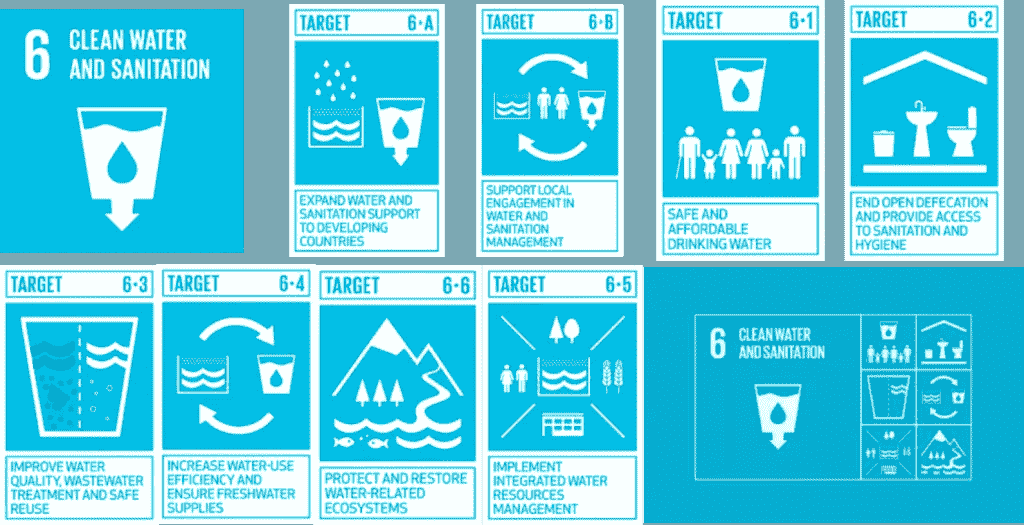 6 CLEAN WATER
AND SANITATION
TARGET 6·A
EXPAND WATER AND
SANITATION SUPPORT
TO DEVELOPING
COUNTRIES
TARGET 6·B
SUPPORT LOCAL
ENGAGEMENT IN
WATER AND
SANITATION
MANAGEMENT
TARGET 6·1
SAFE AND
AFFORDABLE
DRINKING WATER
TARGET 6·2
END OPEN DEFECATION
AND PROVIDE ACCESS
TO SANITATION AND
HYGIENE
TARGET 6·3
IMPROVE WATER
QUALITY, WASTEWATER
TREATMENT AND SAFE
REUSE
TARGET 6·4
INCREASE WATER-USE
EFFICIENCY AND
ENSURE FRESHWATER
SUPPLIES
TARGET 6·6
PROTECT AND RESTORE
WATER-RELATED
ECOSYSTEMS
TARGET 6·5
IMPLEMENT
INTEGRATED WATER
RESOURCES
MANAGEMENT
6 CLEAN WATER
AND SANITATION